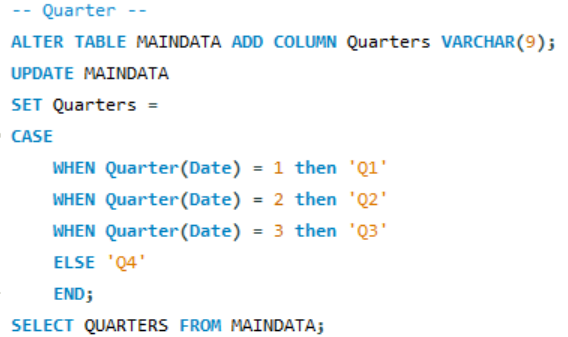 -- Quarter --
ALTER TABLE MAINDATA ADD COLUMN Quarters VARCHAR(9);
UPDATE MAINDATA
SET Quarters =
CASE
    WHEN Quarter(Date) = 1 then 'Q1'
    WHEN Quarter(Date) = 2 then 'Q2'
    WHEN Quarter(Date) = 3 then 'Q3'
    ELSE 'Q4'
    END;
SELECT QUARTERS FROM MAINDATA;